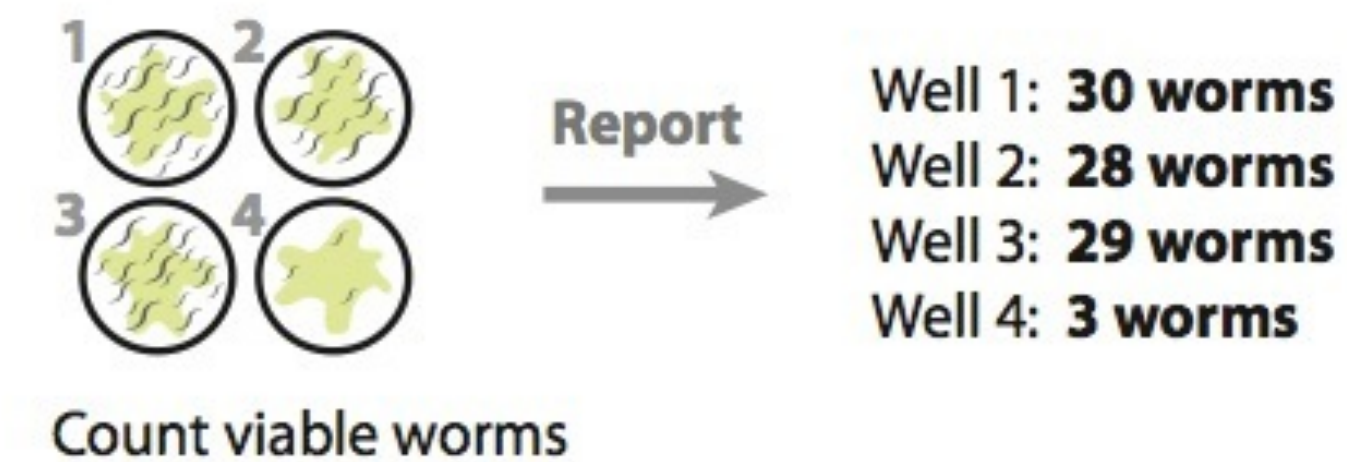 1
2
3
4
Report
Well 1: 30 worms
Well 2: 28 worms
Well 3: 29 worms
Well 4: 3 worms
Count viable worms